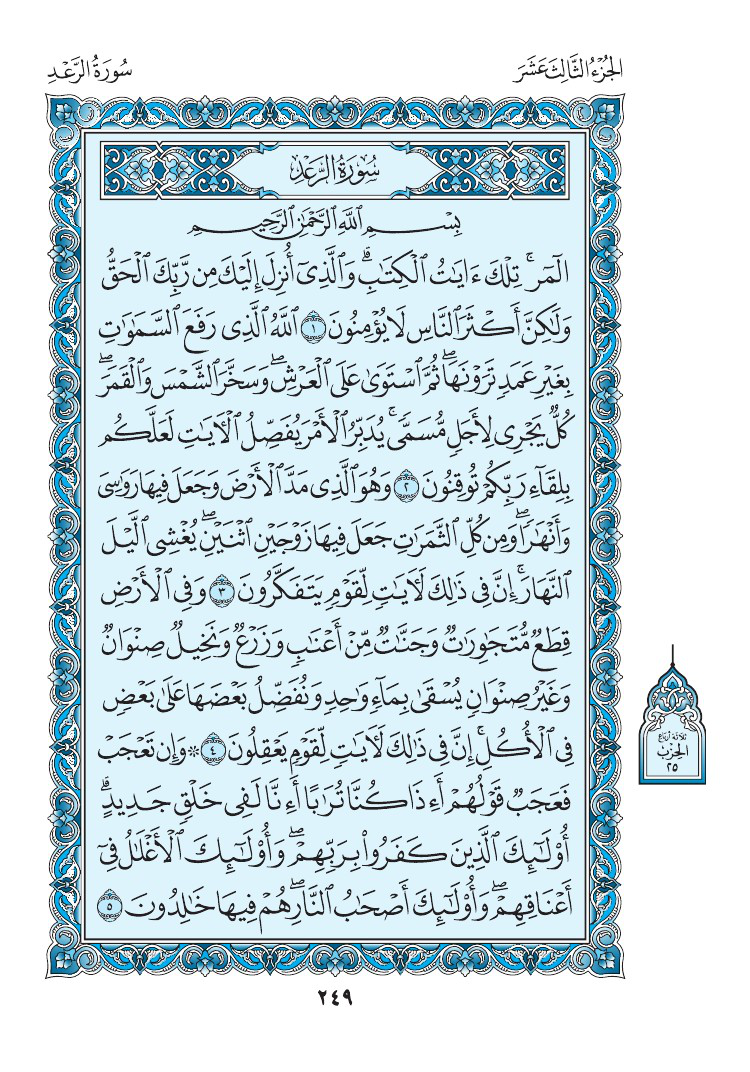 الجُزْءُ الثَّالِثَ عَشَرَ
سُورَةُ الرَّعْدِ
سُورَةُ الرَّعْدِ
بِسْمِ ٱللَّهِ ٱلرَّحْمَٰنِ ٱلرَّحِيمِ
الٓمٓرۚ تِلْكَ ءَايَٰتُ ٱلْكِتَٰبِۗ وَٱلَّذِىٓ أُنزِلَ إِلَيْكَ مِن رَّبِّكَ ٱلْحَقُّ
وَلَٰكِنَّ أَكْثَرَ ٱلنَّاسِ لَا يُؤْمِنُونَ ١ ٱللَّهُ ٱلَّذِى رَفَعَ ٱلسَّمَٰوَٰتِ
بِغَيْرِ عَمَدٍ تَرَوْنَهَاۖ ثُمَّ ٱسْتَوَىٰ عَلَى ٱلْعَرْشِۖ وَسَخَّرَ ٱلشَّمْسَ وَٱلْقَمَرَۖ
كُلٌّ يَجْرِى لِأَجَلٍ مُّسَمًّىۚ يُدَبِّرُ ٱلْأَمْرَ يُفَصِّلُ ٱلْءَايَٰتِ لَعَلَّكُم
بِلِقَآءِ رَبِّكُمْ تُوقِنُونَ ٢ وَهُوَ ٱلَّذِى مَدَّ ٱلْأَرْضَ وَجَعَلَ فِيهَا رَوَٰسِىَ
وَأَنْهَٰرًاۖ وَمِن كُلِّ ٱلثَّمَرَٰتِ جَعَلَ فِيهَا زَوْجَيْنِ ٱثْنَيْنِۖ يُغْشِى ٱلَّيْلَ
ٱلنَّهَارَۚ إِنَّ فِى ذَٰلِكَ لَءَايَٰتٍ لِّقَوْمٍ يَتَفَكَّرُونَ ٣ وَفِى ٱلْأَرْضِ
قِطَعٌ مُّتَجَٰوِرَٰتٌ وَجَنَّٰتٌ مِّنْ أَعْنَٰبٍ وَزَرْعٌ وَنَخِيلٌ صِنْوَانٌ
وَغَيْرُ صِنْوَانٍ يُسْقَىٰ بِمَآءٍ وَٰحِدٍ وَنُفَضِّلُ بَعْضَهَا عَلَىٰ بَعْضٍ
فِى ٱلْأُكُلِۚ إِنَّ فِى ذَٰلِكَ لَءَايَٰتٍ لِّقَوْمٍ يَعْقِلُونَ ٤ ۞ وَإِن تَعْجَبْ
فَعَجَبٌ قَوْلُهُمْ أَءِذَا كُنَّا تُرَٰبًا أَءِنَّا لَفِى خَلْقٍ جَدِيدٍۗ
أُو۟لَٰٓئِكَ ٱلَّذِينَ كَفَرُوا۟ بِرَبِّهِمْۖ وَأُو۟لَٰٓئِكَ ٱلْأَغْلَٰلُ فِىٓ
أَعْنَاقِهِمْۖ وَأُو۟لَٰٓئِكَ أَصْحَٰبُ ٱلنَّارِۖ هُمْ فِيهَا خَٰلِدُونَ ٥
ثلاثة أرباع
الحِزْب
٢٥
٢٤٩